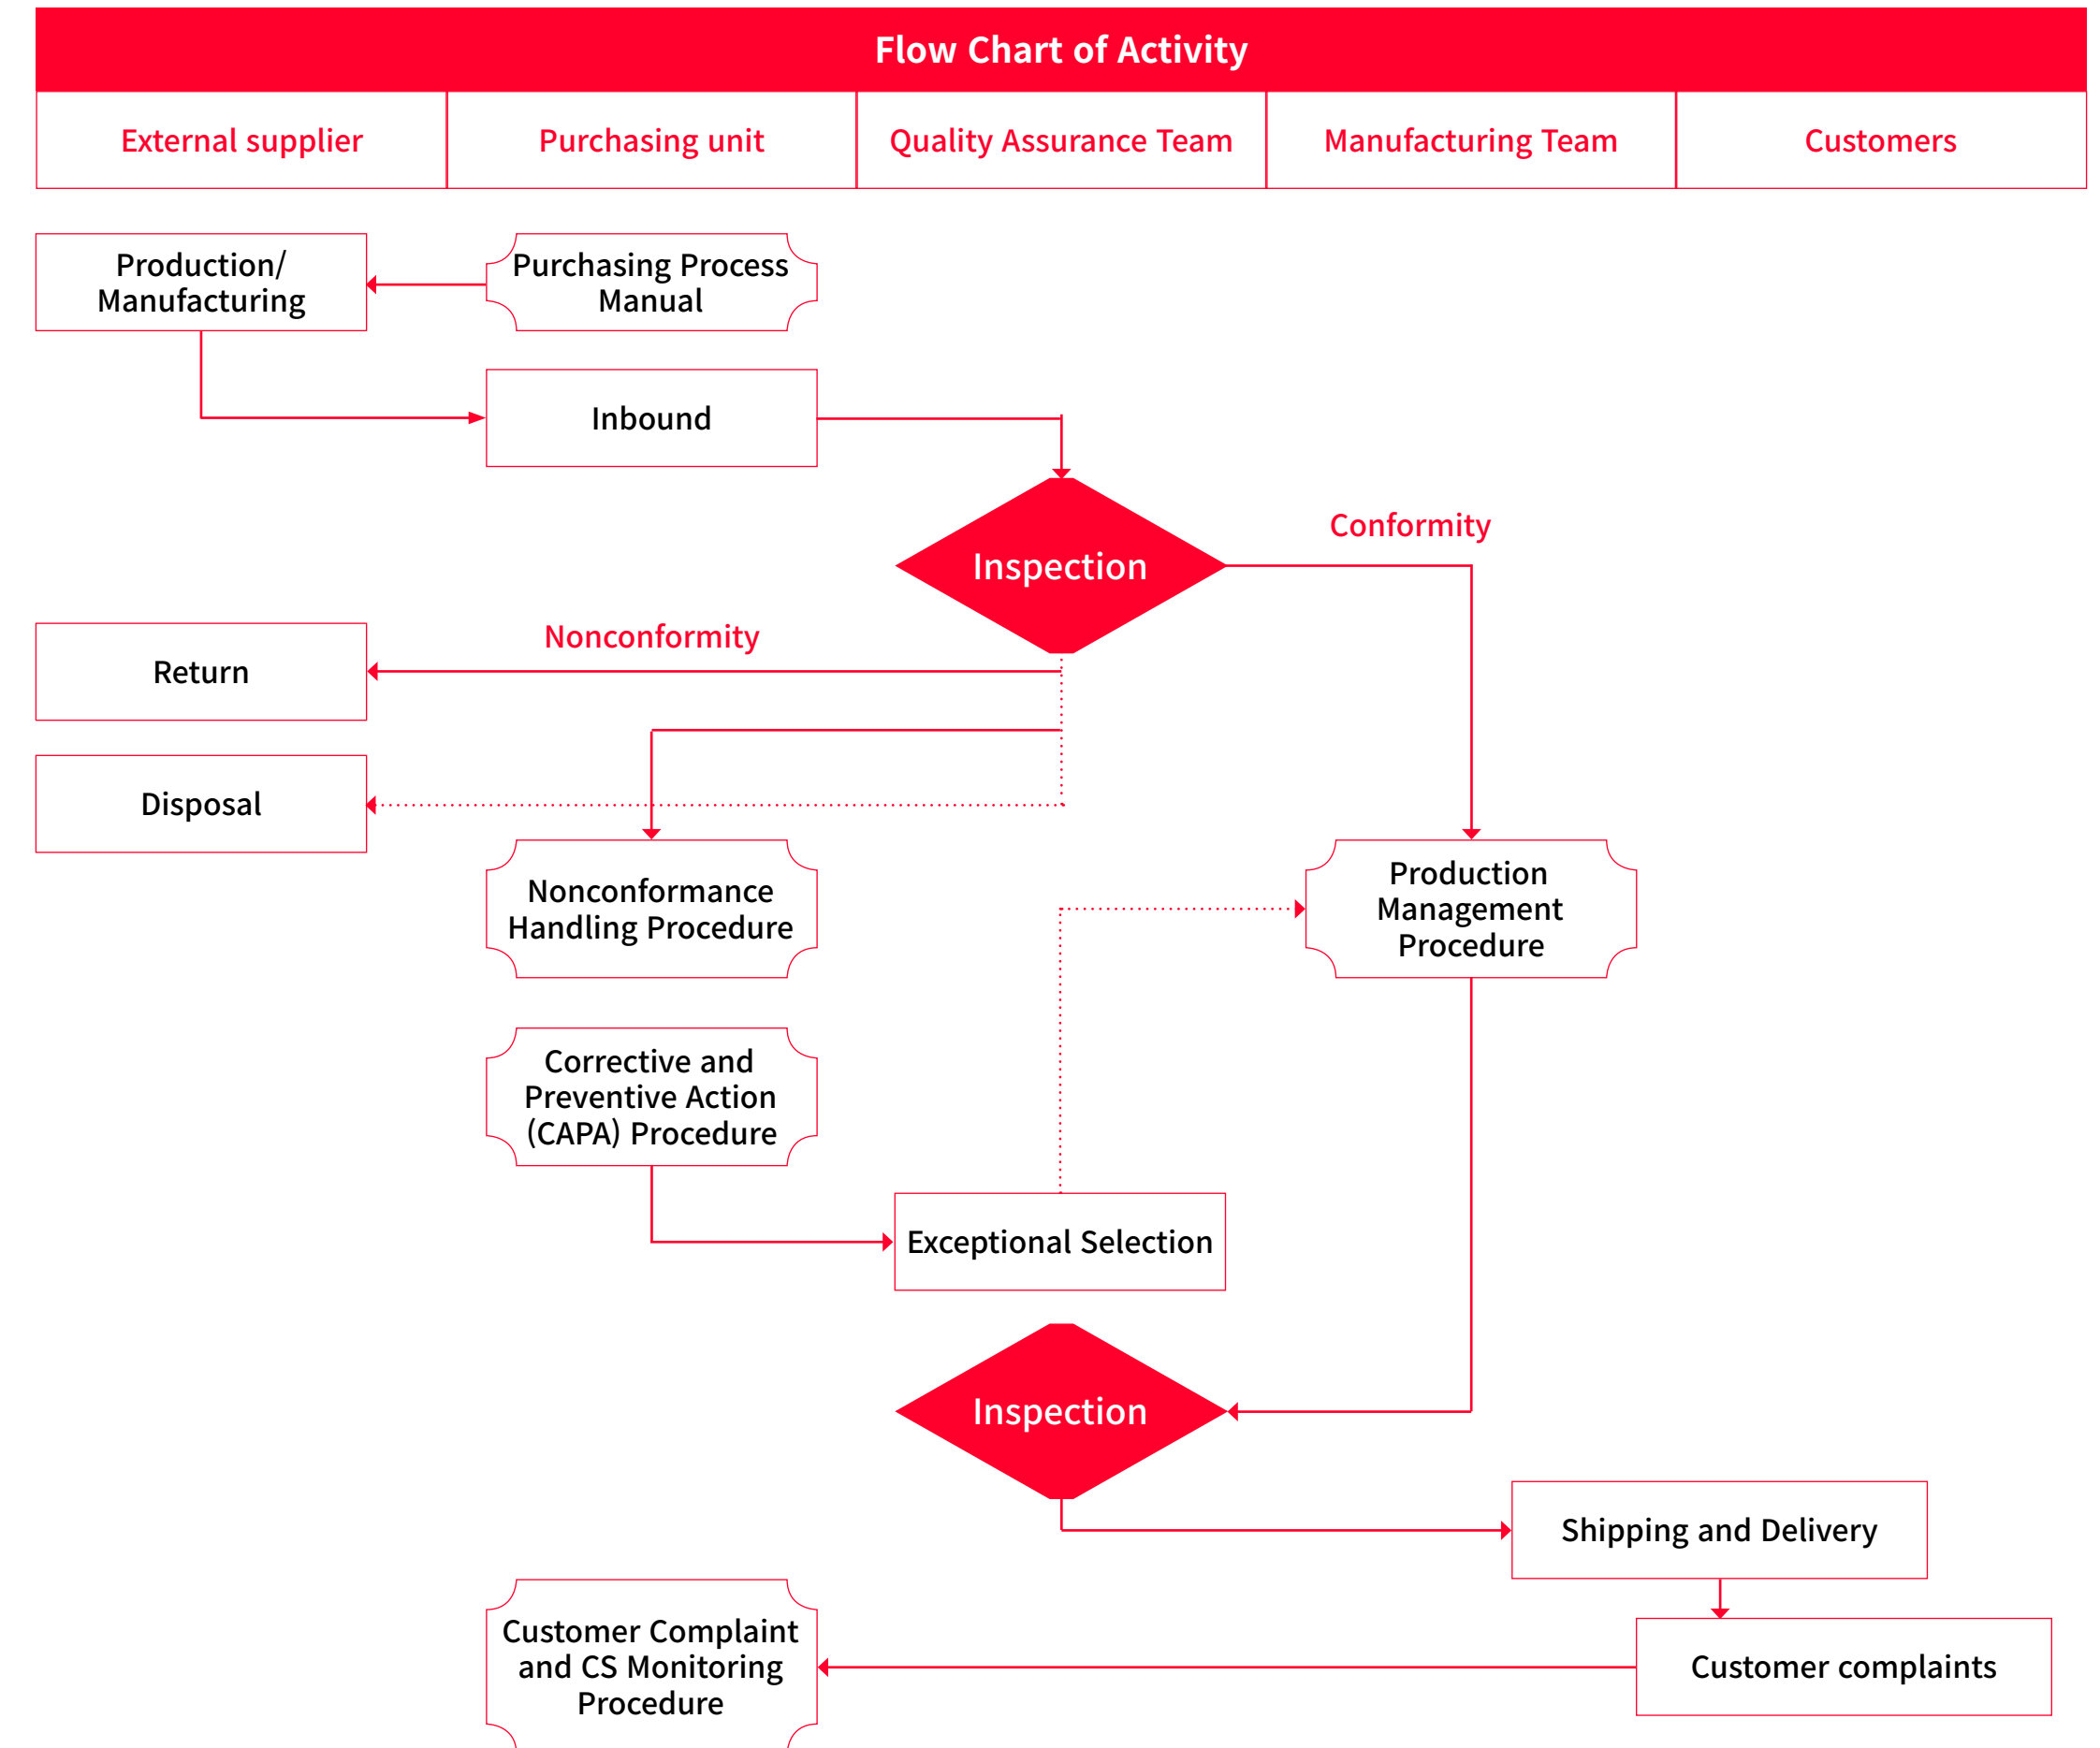 Flow Chart of Activity
External supplier
Purchasing unit
Quality Assurance Team
Manufacturing Team
Customers
Production/
Manufacturing
Purchasing Process
Manual
Inbound
Conformity
Inspection
Nonconformity
Return
Disposal
Nonconformance
Handling Procedure
Production
Management
Procedure
Corrective and
Preventive Action
(CAPA) Procedure
Exceptional Selection
Inspection
Shipping and Delivery
Customer Complaint
and CS Monitoring
Procedure
Customer complaints